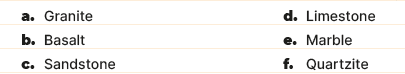 a. Granite
b. Basalt
c. Sandstone
d. Limestone
e. Marble
f. Quartzite